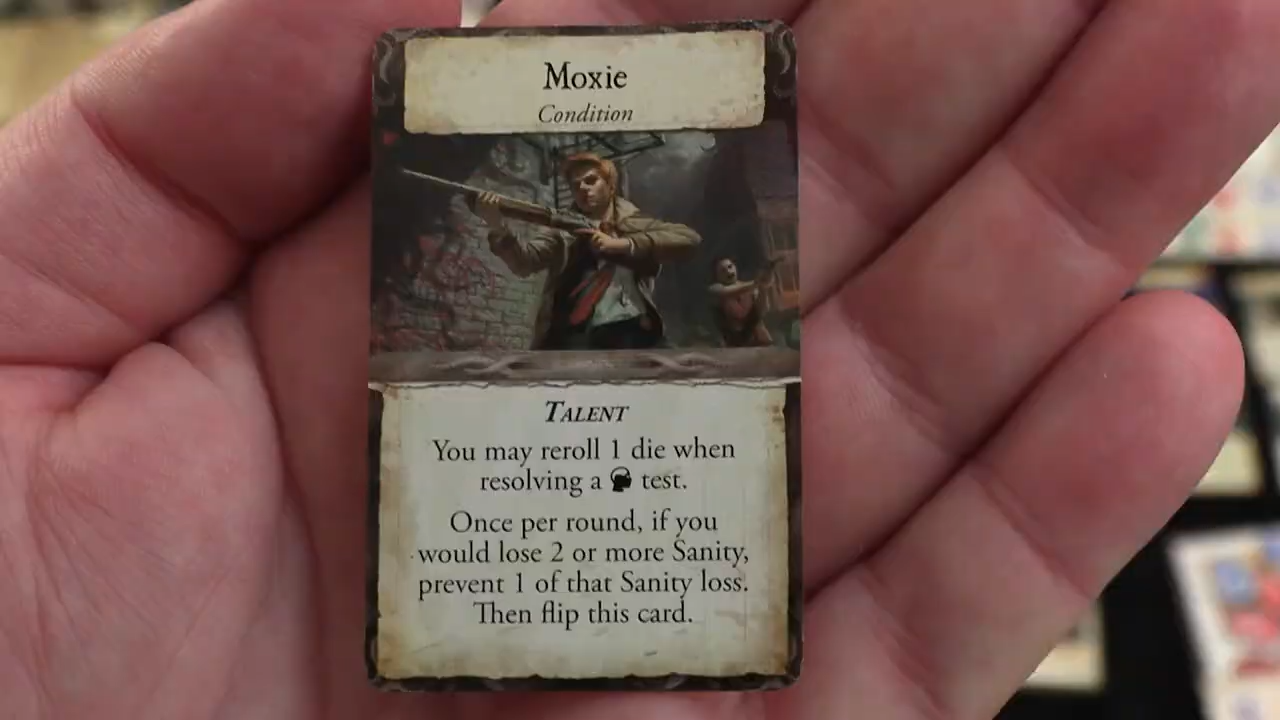 Moxie
Condition
TALENT
You may reroll 1 die when
resolving a test.
Once per round, if you
would lose 2 or more Sanity,
prevent 1 of that Sanity loss.
Then flip this card.